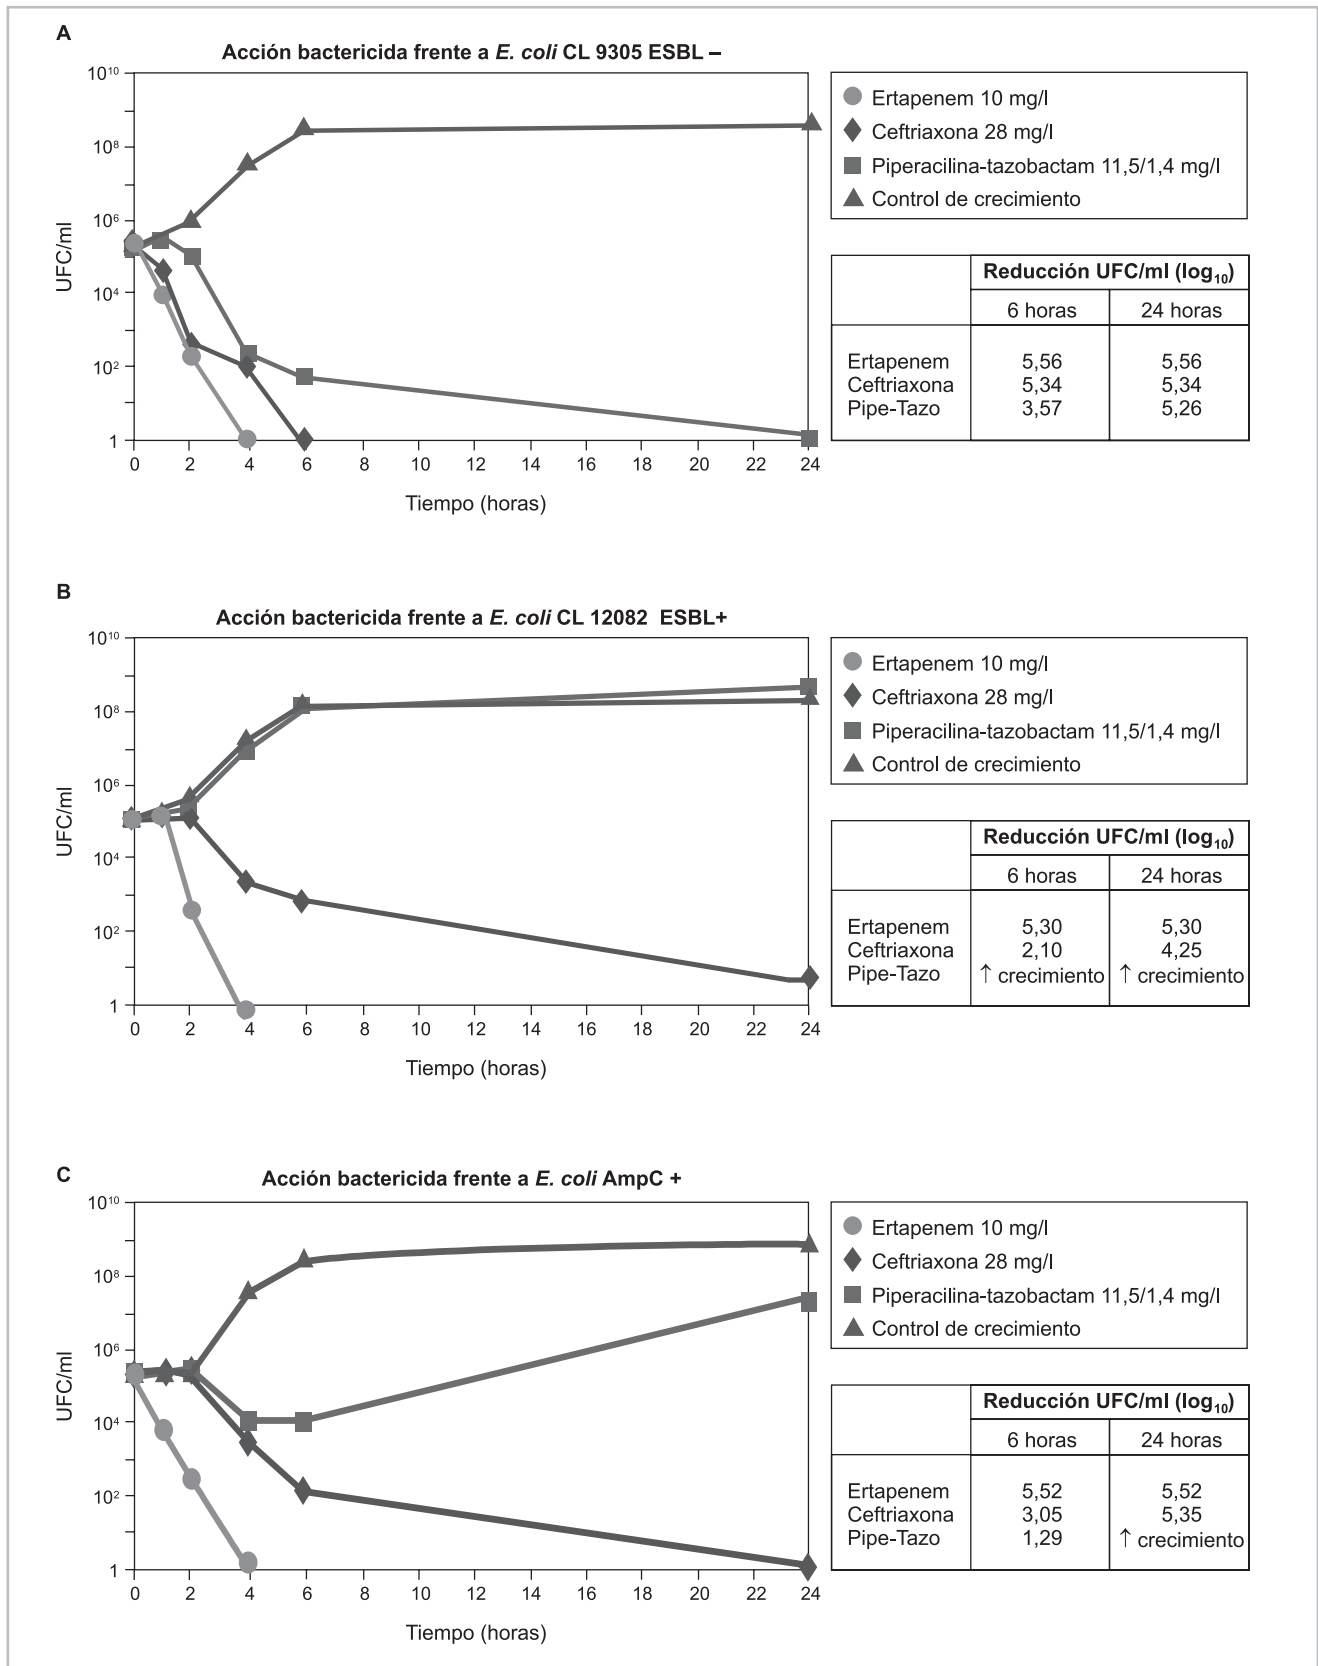 A
Acción bactericida frente a E. coli CL 9305 ESBL –
10¹⁰
10⁸
10⁶
10⁴
10²
1
UFC/ml
0 2 4 6 8 10 12 14 16 18 20 22 24
Tiempo (horas)
Ertapenem 10 mg/l
Ceftriaxona 28 mg/l
Piperacilina-tazobactam 11,5/1,4 mg/l
Control de crecimiento
Reducción UFC/ml (log₁₀)
6 horas 24 horas
Ertapenem 5,56 5,56
Ceftriaxona 5,34 5,34
Pipe-Tazo 3,57 5,26
B
Acción bactericida frente a E. coli CL 12082 ESBL+
10¹⁰
10⁸
10⁶
10⁴
10²
1
UFC/ml
0 2 4 6 8 10 12 14 16 18 20 22 24
Tiempo (horas)
Ertapenem 10 mg/l
Ceftriaxona 28 mg/l
Piperacilina-tazobactam 11,5/1,4 mg/l
Control de crecimiento
Reducción UFC/ml (log₁₀)
6 horas 24 horas
Ertapenem 5,30 5,30
Ceftriaxona 2,10 4,25
Pipe-Tazo ↑ crecimiento ↑ crecimiento
C
Acción bactericida frente a E. coli AmpC +
10¹⁰
10⁸
10⁶
10⁴
10²
1
UFC/ml
0 2 4 6 8 10 12 14 16 18 20 22 24
Tiempo (horas)
Ertapenem 10 mg/l
Ceftriaxona 28 mg/l
Piperacilina-tazobactam 11,5/1,4 mg/l
Control de crecimiento
Reducción UFC/ml (log₁₀)
6 horas 24 horas
Ertapenem 5,52 5,52
Ceftriaxona 3,05 5,35
Pipe-Tazo 1,29 ↑ crecimiento